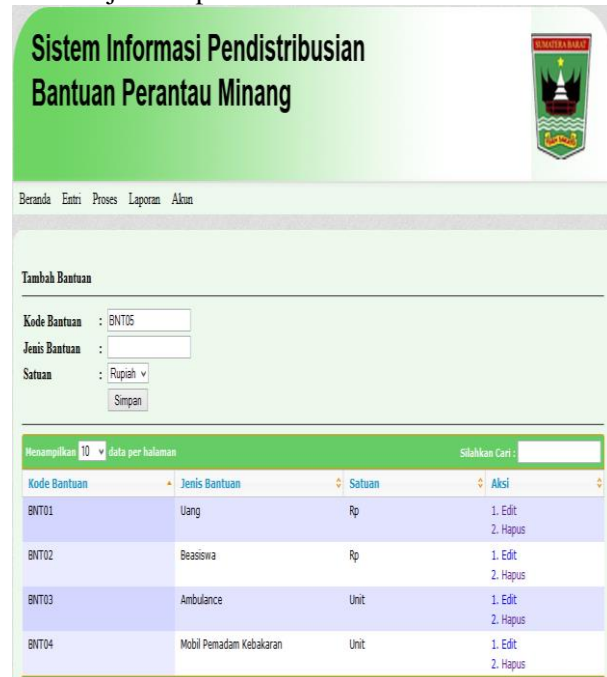 Sistem Informasi Pendistribusian
Bantuan Perantau Minang
SUMATERA BARAT
Beranda Entri Proses Laporan Akun
Tambah Bantuan
Kode Bantuan : BNT05
Jenis Bantuan :
Satuan : Rupiah
Simpan
Menampilkan 10 data per halaman Silahkan Cari :
Kode Bantuan Jenis Bantuan Satuan Aksi
BNT01 Uang Rp 1. Edit
2. Hapus
BNT02 Beasiswa Rp 1. Edit
2. Hapus
BNT03 Ambulance Unit 1. Edit
2. Hapus
BNT04 Mobil Pemadam Kebakaran Unit 1. Edit
2. Hapus